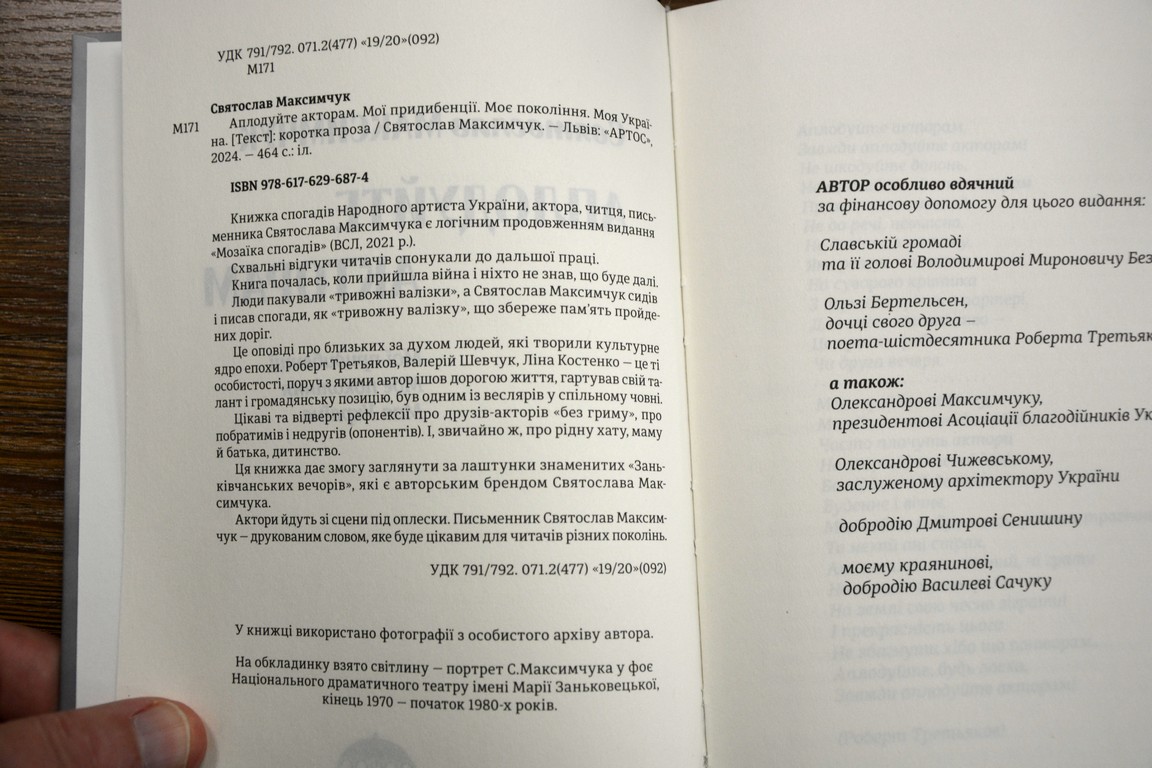 УДК 791/792. 071.2(477) «19/20»(092)
М171
Святослав Максимчук
М171 Аплодуйте акторам. Мої придибенції. Моє покоління. Моя Украї-
на. [Текст]: коротка проза / Святослав Максимчук. – Львів: «АРТОС»,
2024. – 464 с.: іл.
ISBN 978-617-629-687-4
Книжка спогадів Народного артиста України, актора, читця, пись-
менника Святослава Максимчука є логічним продовженням видання
«Мозаїка спогадів» (ВСЛ, 2021 р.).
Схвальні відгуки читачів спонукали до дальшої праці.
Книга почалась, коли прийшла війна і ніхто не знав, що буде далі.
Люди пакували «тривожні валізки», а Святослав Максимчук сидів
і писав спогади, як «тривожну валізку», що збереже пам'ять пройде-
них доріг.
Це оповіді про близьких за духом людей, які творили культурне
ядро епохи. Роберт Третьяков, Валерій Шевчук, Ліна Костенко – це ті
особистості, поруч з якими автор ішов дорогою життя, гартував свій та-
лант і громадянську позицію, був одним із веслярів у спільному човні.
Цікаві та відверті рефлексії про друзів-акторів «без гриму», про
побратимів і недругів (опонентів). І, звичайно ж, про рідну хату, маму
й батька, дитинство.
Ця книжка дає змогу заглянути за лаштунки знаменитих «Зань-
ківчанських вечорів», які є авторським брендом Святослава Мак-
симчука.
Актори йдуть зі сцени під оплески. Письменник Святослав Максим-
чук – друкованим словом, яке буде цікавим для читачів різних поколінь.
УДК 791/792. 071.2(477) «19/20»(092)
У книжці використано фотографії з особистого архіву автора.
На обкладинку взято світлину – портрет С.Максимчука у фоє
Національного драматичного театру імені Марії Заньковецької,
кінець 1970 – початок 1980-х років.
АВТОР особливо вдячний
за фінансову допомогу для цього видання:
Славській громаді
та її голові Володимирові Мироновичу Без
Ользі Бертельсен,
дочці свого друга –
поета-шістдесятника Роберта Третьяк
а також:
Олександрові Максимчуку,
президентові Асоціації благодійників Ук
Олександрові Чижевському,
заслуженому архітектору України
добродію Дмитрові Сенишину
моєму краянинові,
добродію Василеві Сачуку